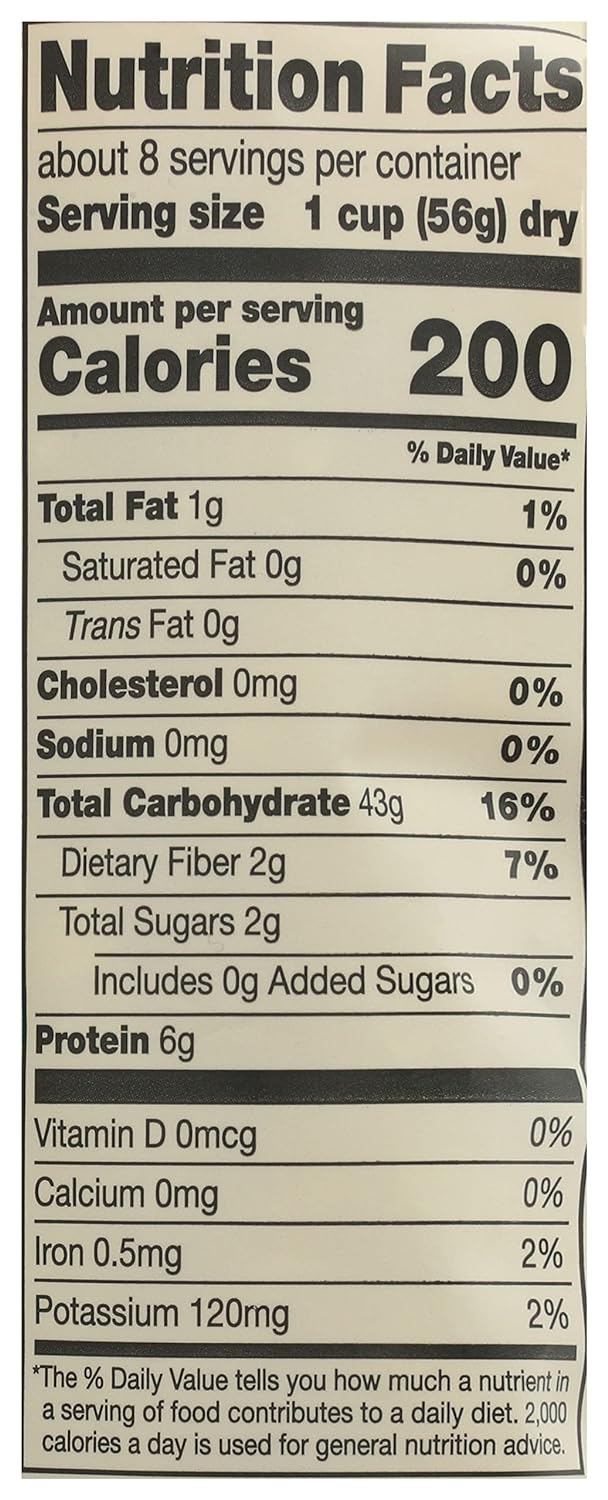 Nutrition Facts
about 8 servings per container
Serving size 1 cup (56g) dry
Amount per serving
Calories 200
% Daily Value*
Total Fat 1g 1%
Saturated Fat 0g 0%
Trans Fat 0g
Cholesterol 0mg 0%
Sodium 0mg 0%
Total Carbohydrate 43g 16%
Dietary Fiber 2g 7%
Total Sugars 2g
Includes 0g Added Sugars 0%
Protein 6g
Vitamin D 0mcg 0%
Calcium 0mg 0%
Iron 0.5mg 2%
Potassium 120mg 2%
*The % Daily Value tells you how much a nutrient in
a serving of food contributes to a daily diet. 2,000
calories a day is used for general nutrition advice.